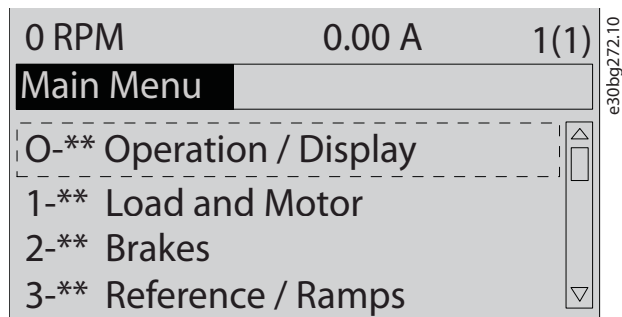 0 RPM 0.00 A 1(1)
Main Menu
O-** Operation / Display
1-** Load and Motor
2-** Brakes
3-** Reference / Ramps
e30bg272.10